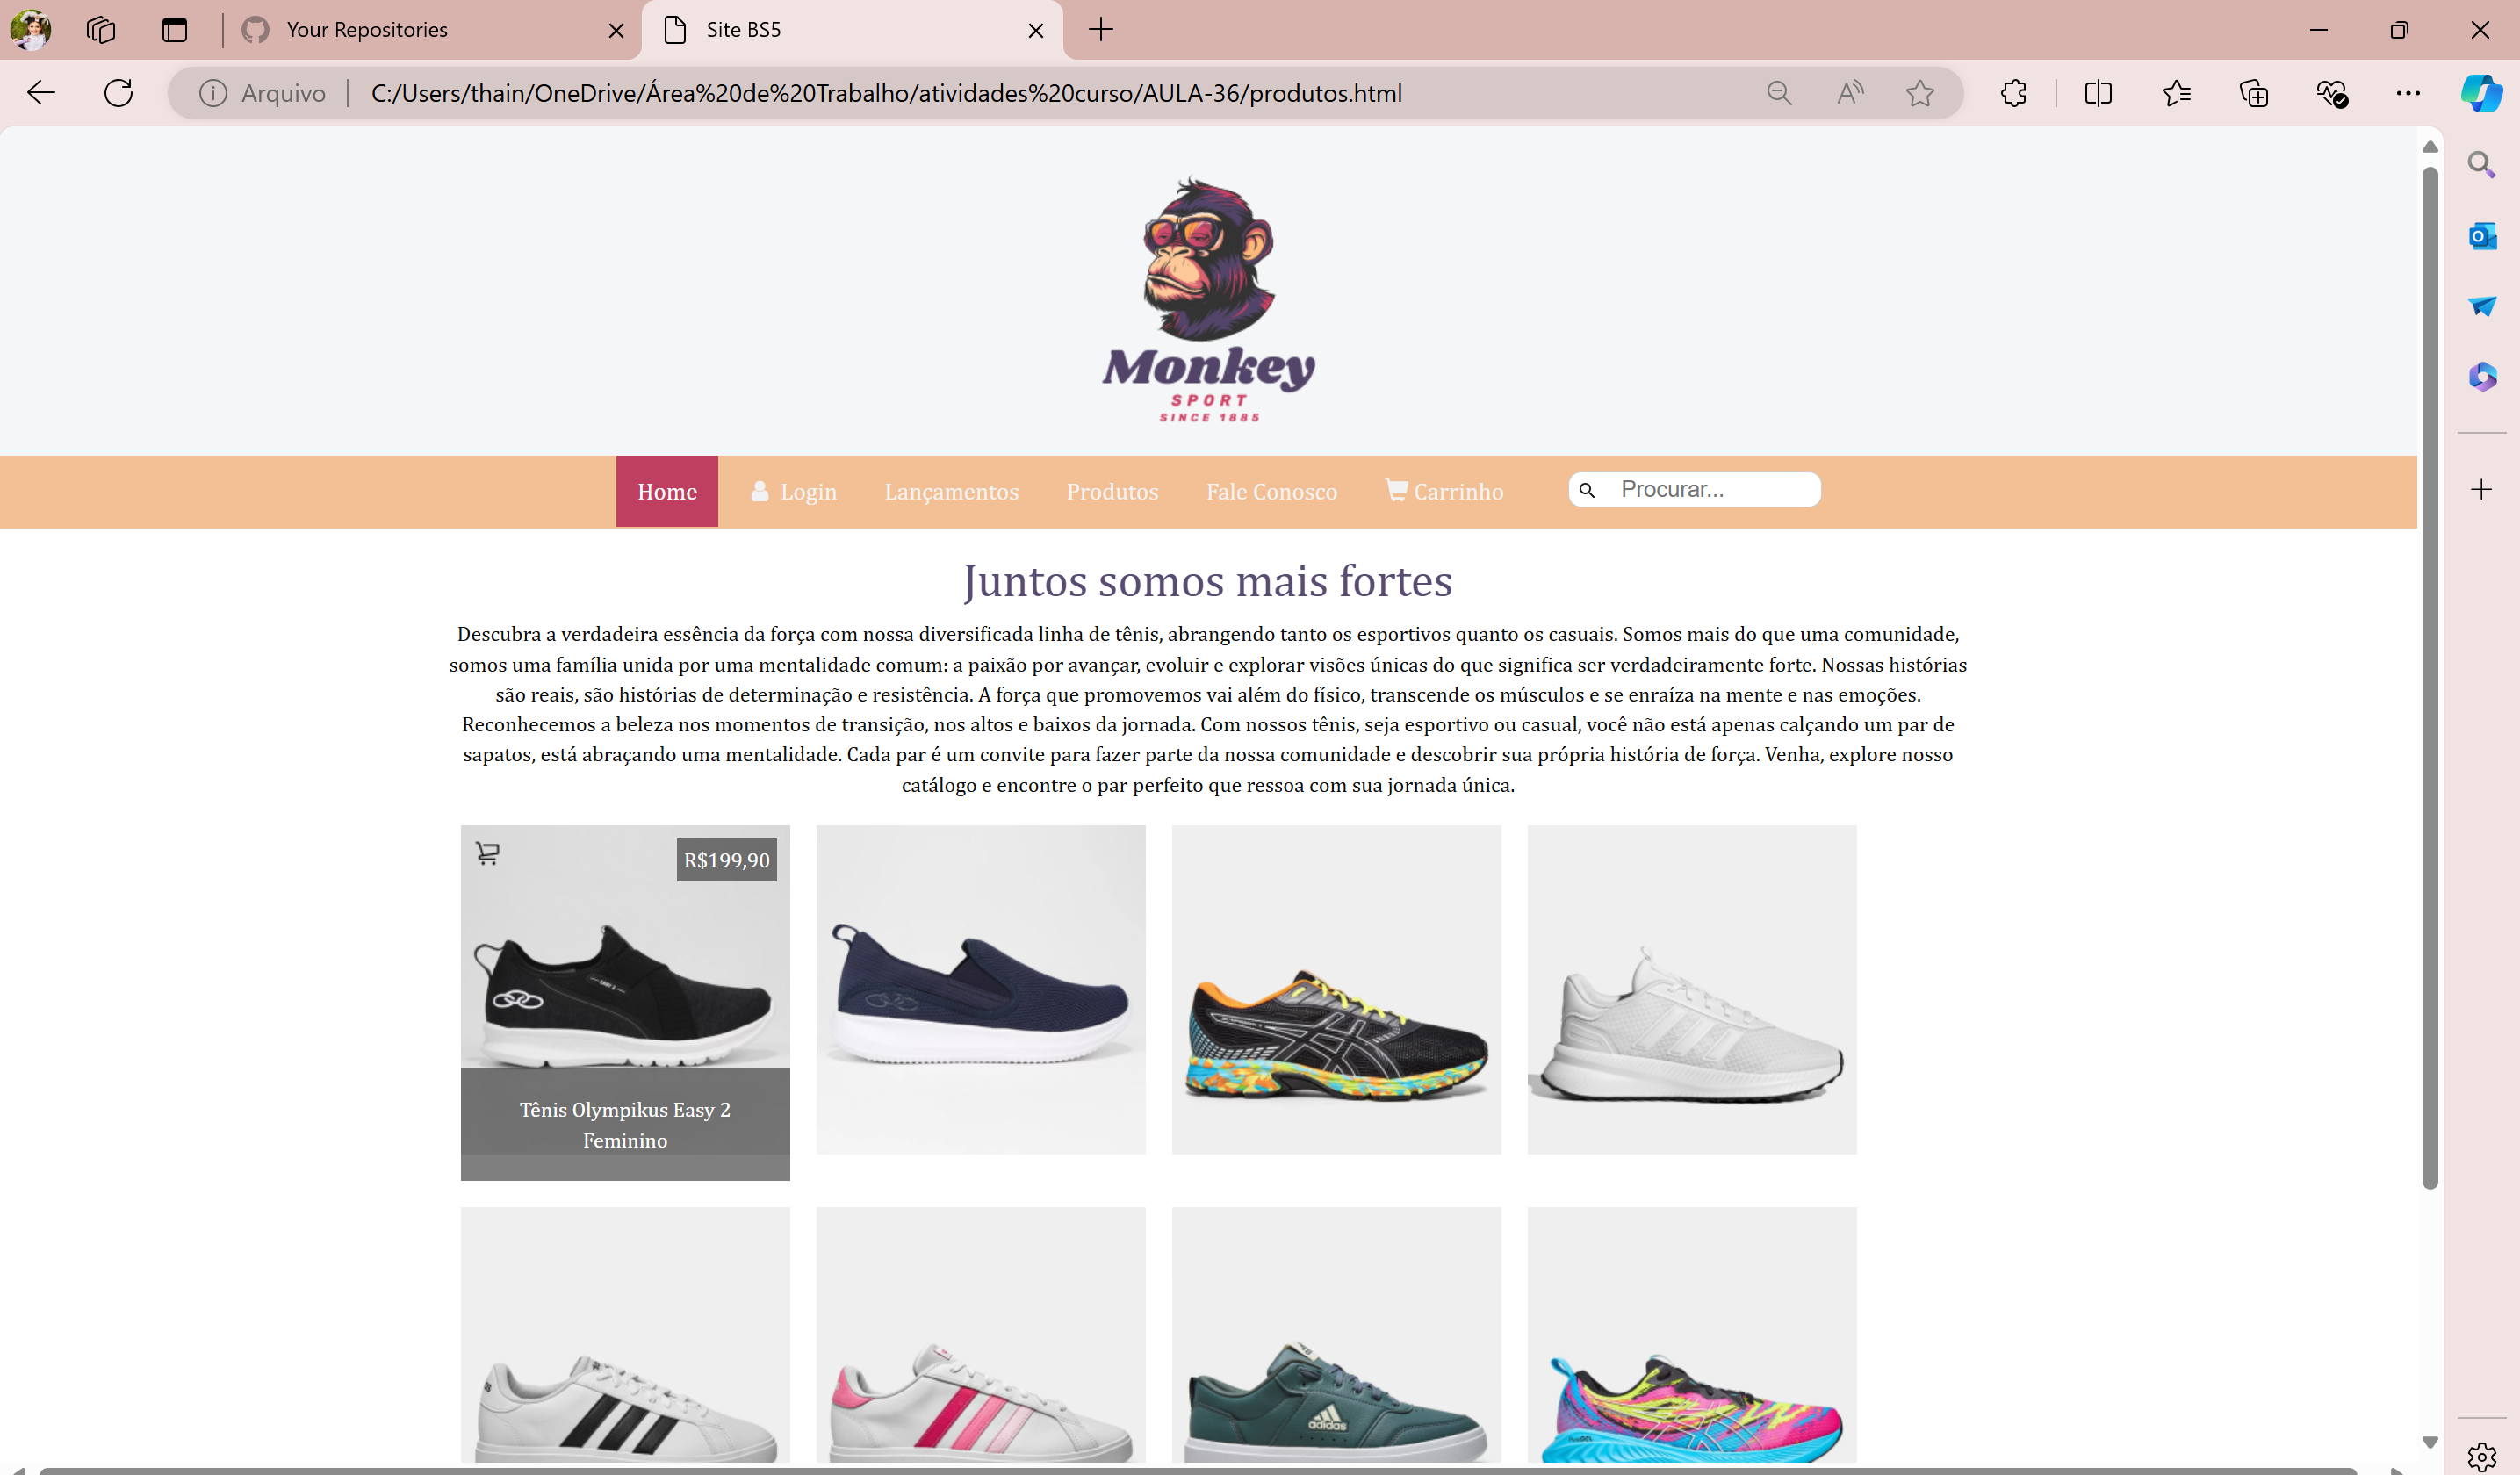 Your Repositories
Site BS5
Arquivo
C:/Users/thain/OneDrive/Área%20de%20Trabalho/atividades%20curso/AULA-36/produtos.html
Monkey
SPORT
SINCE 1885
Home Login Lançamentos Produtos Fale Conosco Carrinho Procurar...
Juntos somos mais fortes
Descubra a verdadeira essência da força com nossa diversificada linha de tênis, abrangendo tanto os esportivos quanto os casuais. Somos mais do que uma comunidade,
somos uma família unida por uma mentalidade comum: a paixão por avançar, evoluir e explorar visões únicas do que significa ser verdadeiramente forte. Nossas histórias
são reais, são histórias de determinação e resistência. A força que promovemos vai além do físico, transcende os músculos e se enraíza na mente e nas emoções.
Reconhecemos a beleza nos momentos de transição, nos altos e baixos da jornada. Com nossos tênis, seja esportivo ou casual, você não está apenas calçando um par de
sapatos, está abraçando uma mentalidade. Cada par é um convite para fazer parte da nossa comunidade e descobrir sua própria história de força. Venha, explore nosso
catálogo e encontre o par perfeito que ressoa com sua jornada única.
R$199,90
Tênis Olympikus Easy 2
Feminino
adidas